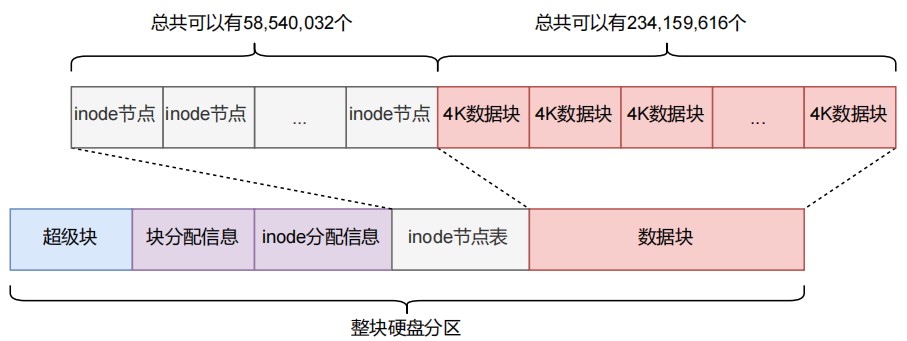 总共可以有58,540,032个
总共可以有234,159,616个
inode节点 inode节点 ... inode节点 4K数据块 4K数据块 4K数据块 ... 4K数据块
超级块 块分配信息 inode分配信息 inode节点表 数据块
整块硬盘分区